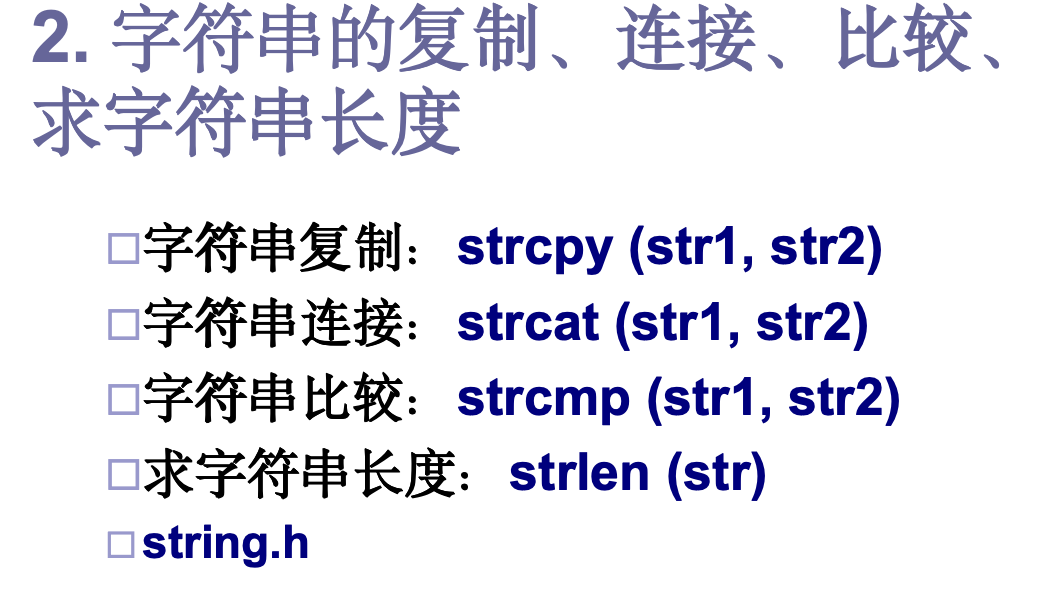 2. 字符串的复制、连接、比较、
求字符串长度
字符串复制：strcpy (str1, str2)
字符串连接：strcat (str1, str2)
字符串比较：strcmp (str1, str2)
求字符串长度：strlen (str)
string.h